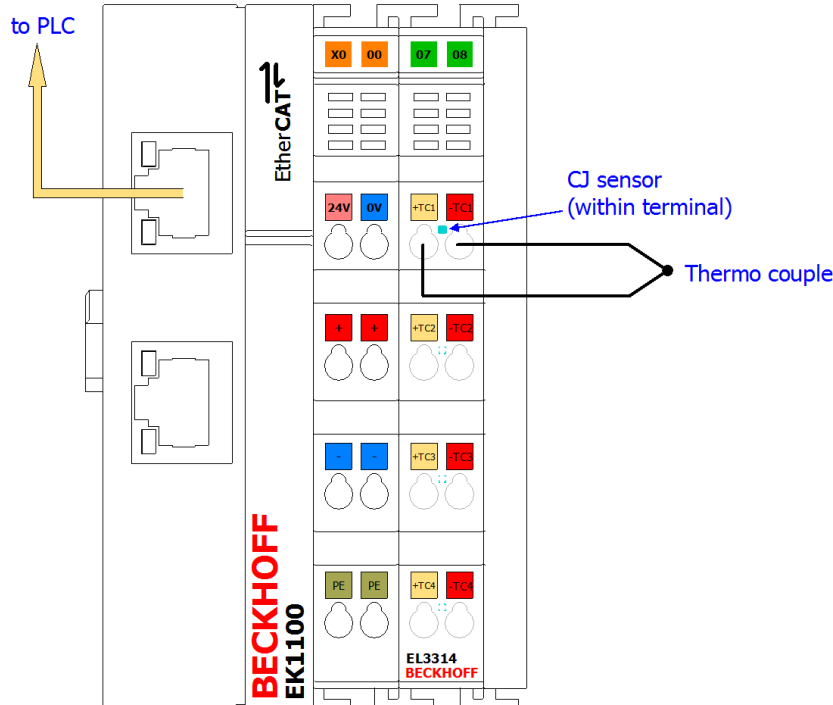 to PLC
X0 00 07 08
EtherCAT
CJ sensor
(within terminal)
24V 0V +TC1 -TC1
Thermo couple
+ + +TC2 -TC2
- - +TC3 -TC3
PE PE +TC4 -TC4
BECKHOFF
EK1100
EL3314
BECKHOFF